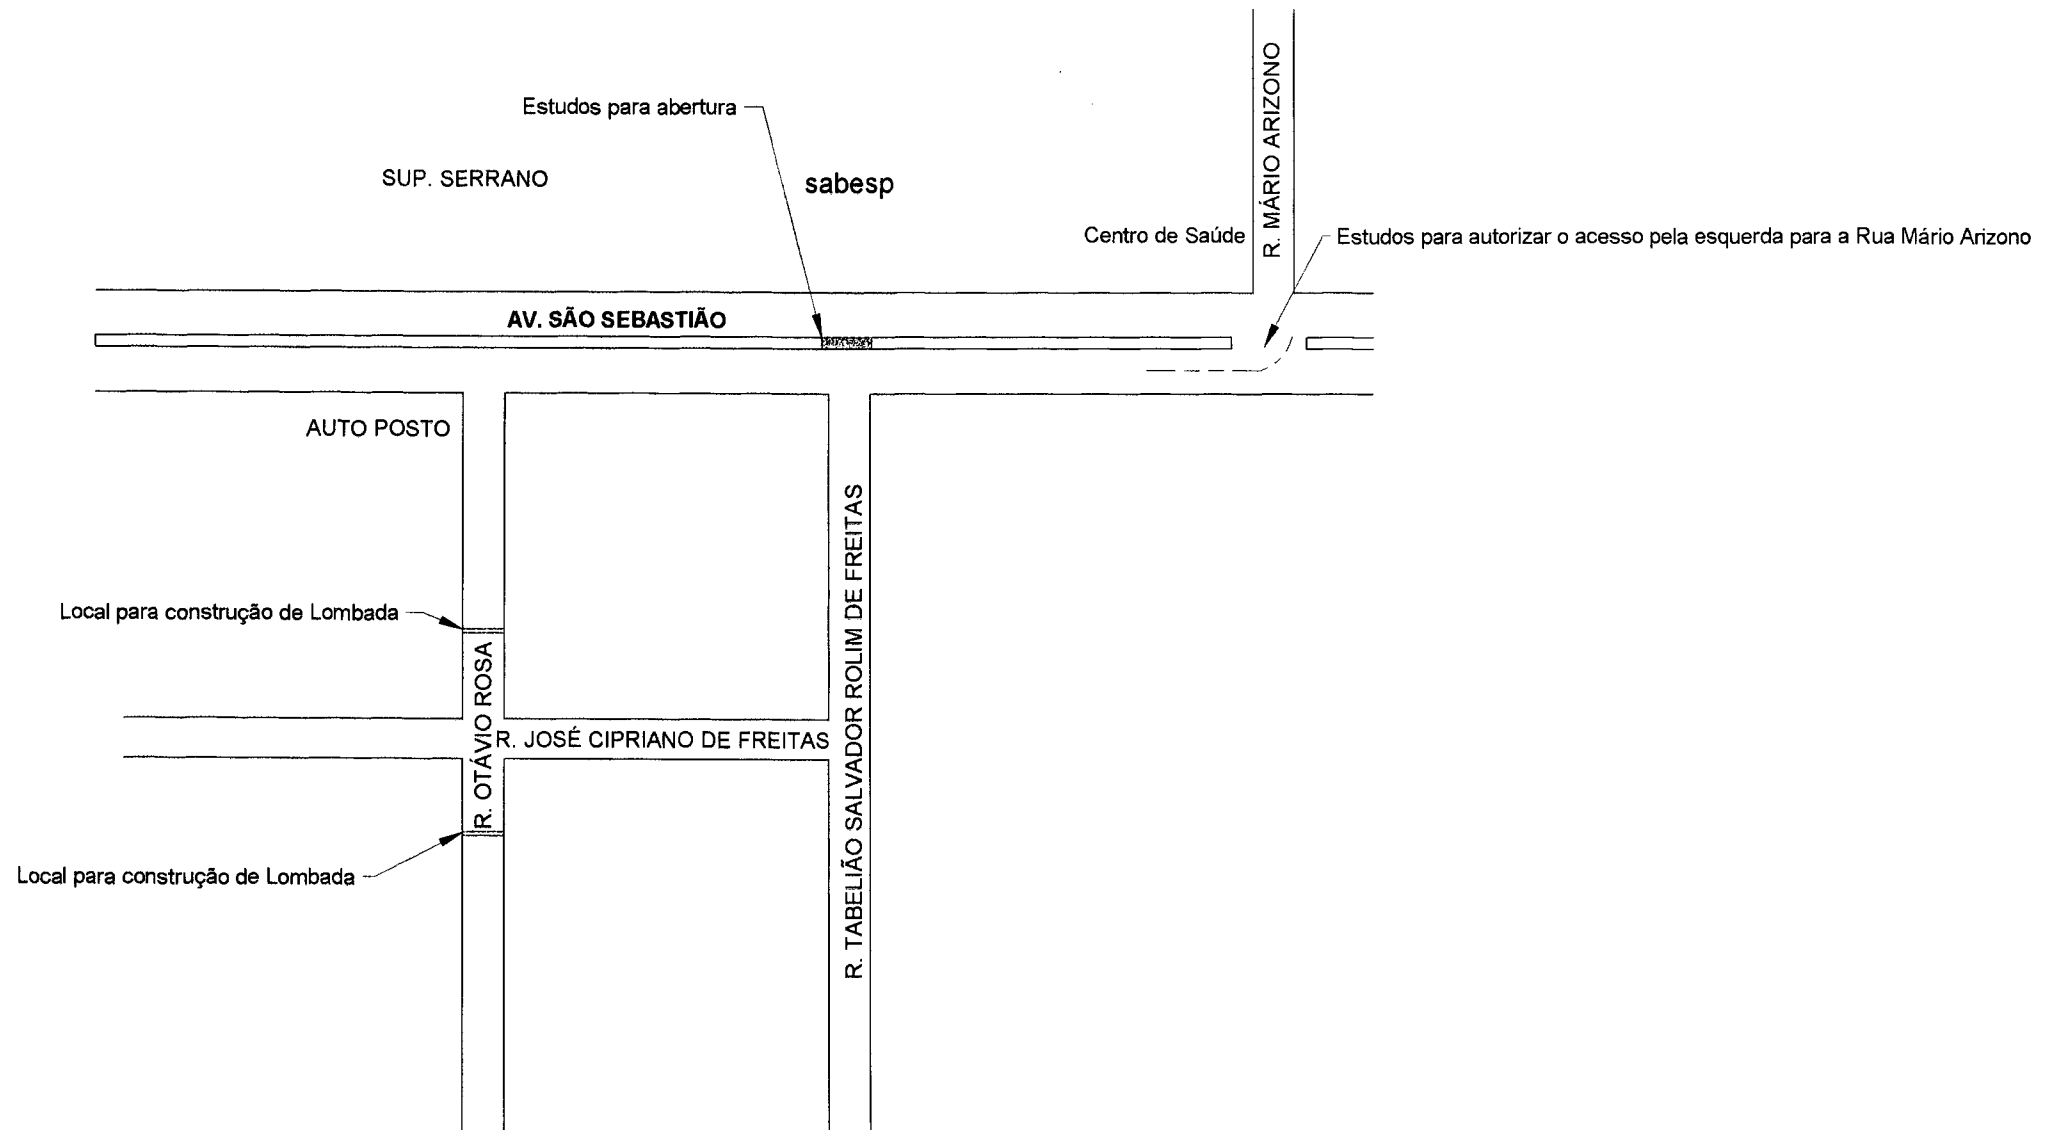 R. MÁRIO ARIZONO
Estudos para abertura
SUP. SERRANO
sabesp
Centro de Saúde
Estudos para autorizar o acesso pela esquerda para a Rua Mário Arizono
AV. SÃO SEBASTIÃO
AUTO POSTO
R. TABELIÃO SALVADOR ROLIM DE FREITAS
Local para construção de Lombada
R. OTÁVIO ROSA
R. JOSÉ CIPRIANO DE FREITAS
Local para construção de Lombada